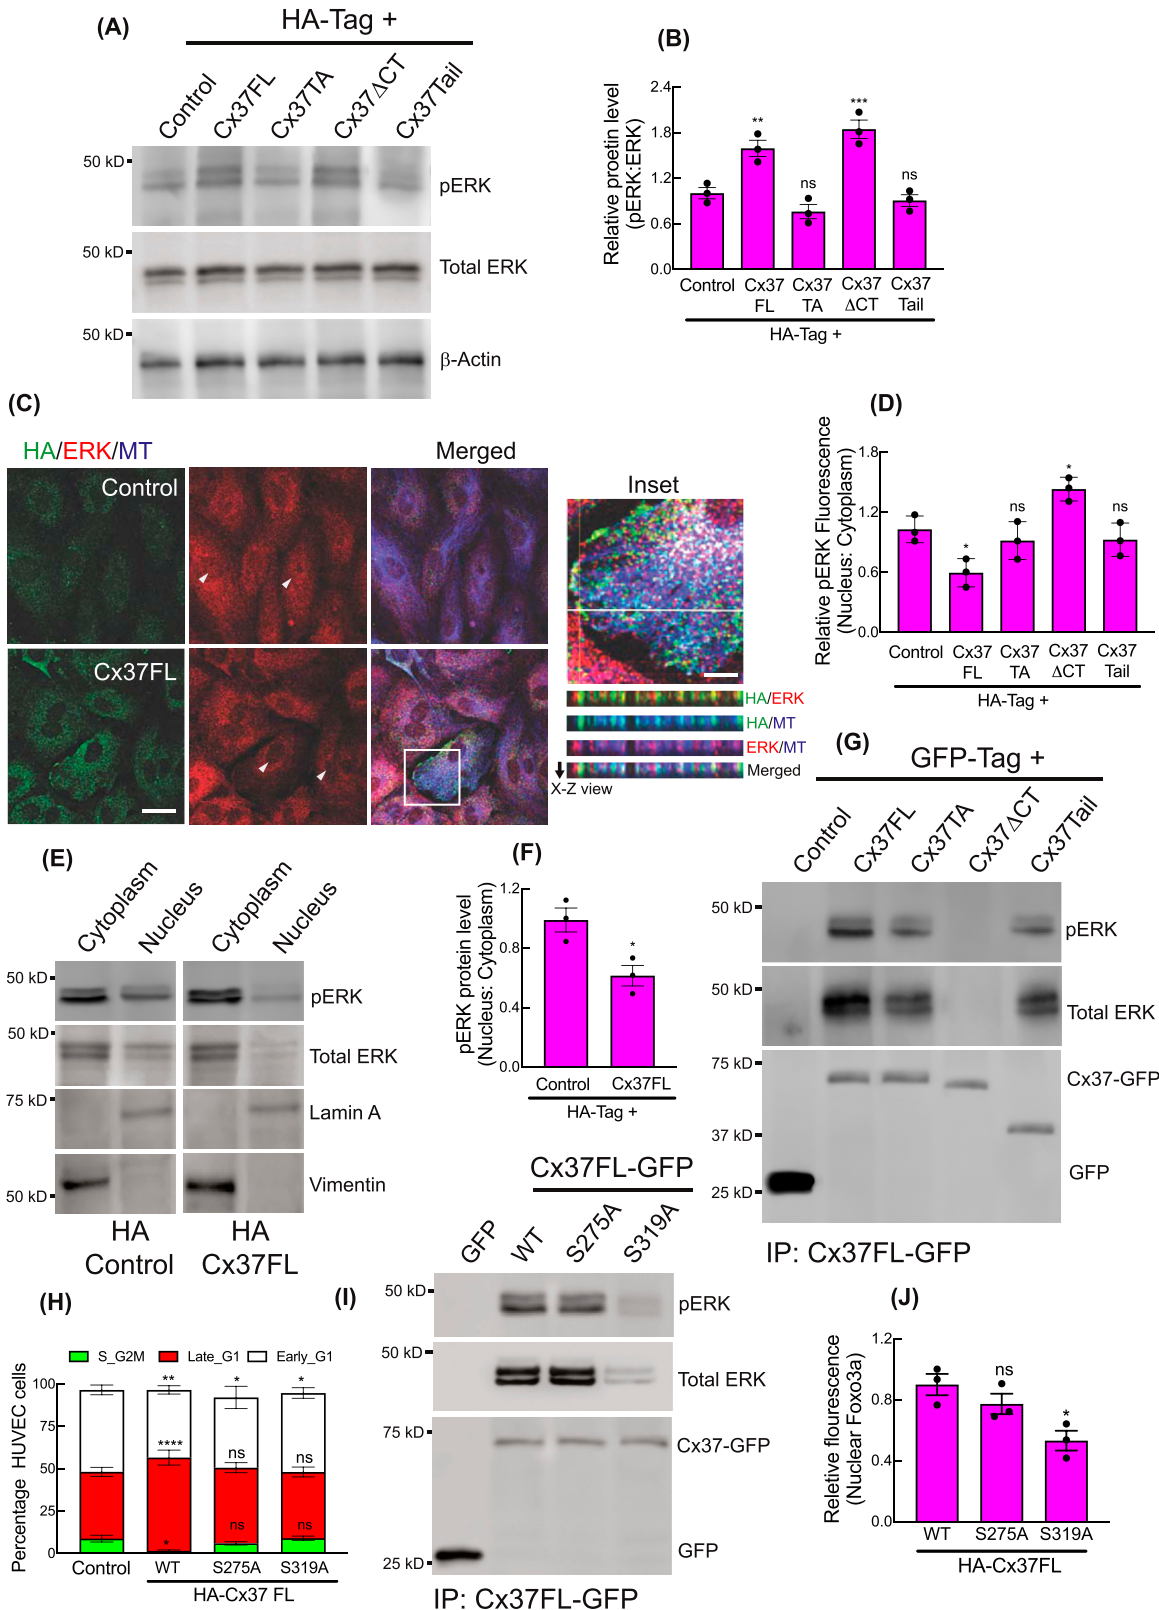 (A)
HA-Tag +
Control
Cx37FL
Cx37TA
Cx37ΔCT
Cx37Tail
50 kD
pERK
50 kD
Total ERK
50 kD
β-Actin
(B)
Relative proetin level
(pERK:ERK)
2.4
1.8
1.2
0.6
0.0
**
ns
***
ns
Control
Cx37
FL
Cx37
TA
Cx37
ΔCT
Cx37
Tail
HA-Tag +
(C)
HA/ERK/MT
Merged
Control
Cx37FL
Inset
HA/ERK
HA/MT
ERK/MT
Merged
X-Z view
(D)
Relative pERK Fluorescence
(Nucleus: Cytoplasm)
1.8
1.2
0.6
0.0
*
ns
*
ns
Control
Cx37
FL
Cx37
TA
Cx37
ΔCT
Cx37
Tail
HA-Tag +
(E)
Cytoplasm
Nucleus
Cytoplasm
Nucleus
50 kD
pERK
50 kD
Total ERK
75 kD
Lamin A
50 kD
Vimentin
HA
Control
HA
Cx37FL
(F)
pERK protein level
(Nucleus: Cytoplasm)
1.2
0.8
0.4
0.0
*
Control
Cx37FL
HA-Tag +
(G)
GFP-Tag +
Control
Cx37FL
Cx37TA
Cx37ΔCT
Cx37Tail
50 kD
pERK
50 kD
Total ERK
75 kD
Cx37-GFP
37 kD
GFP
25 kD
IP: Cx37FL-GFP
(H)
S_G2M
Late_G1
Early_G1
Percentage HUVEC cells
100
75
50
25
0
**
*
*
****
ns
ns
*
ns
ns
Control
WT
S275A
S319A
HA-Cx37 FL
(I)
Cx37FL-GFP
GFP
WT
S275A
S319A
50 kD
pERK
50 kD
Total ERK
75 kD
Cx37-GFP
25 kD
GFP
IP: Cx37FL-GFP
(J)
Reletive flourescence
(Nuclear Foxo3a)
1.2
0.8
0.4
0.0
ns
*
WT
S275A
S319A
HA-Cx37FL